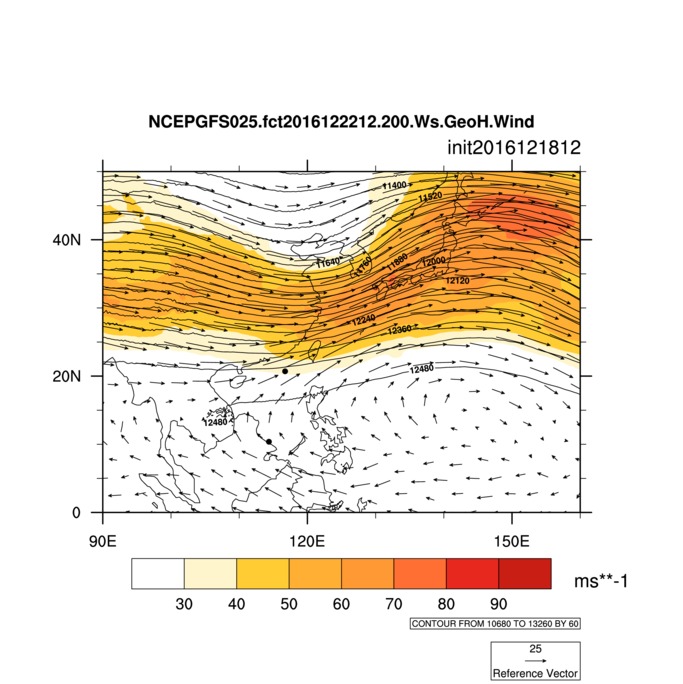 NCEPGFS025.fct2016122212.200.Ws.GeoH.Wind
init2016121812
11400
11520
40N
11640
11760
11880
12000
12120
12240
12360
20N
12480
12480
0
90E 120E 150E
30 40 50 60 70 80 90
ms**-1
CONTOUR FROM 10680 TO 13260 BY 60
25
Reference Vector